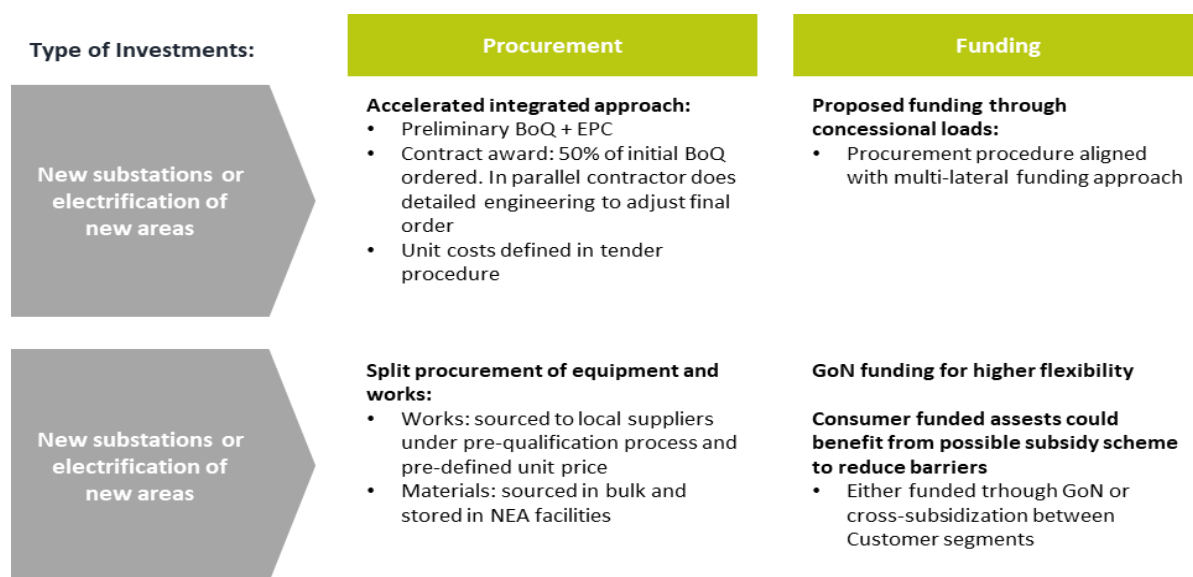 Type of Investments:
Procurement
Funding
New substations or
electrification of
new areas
Accelerated integrated approach:
• Preliminary BoQ + EPC
• Contract award: 50% of initial BoQ
ordered. In parallel contractor does
detailed engineering to adjust final
order
• Unit costs defined in tender
procedure
Proposed funding through
concessional loads:
• Procurement procedure aligned
with multi-lateral funding approach
New substations or
electrification of
new areas
Split procurement of equipment and
works:
• Works: sourced to local suppliers
under pre-qualification process and
pre-defined unit price
• Materials: sourced in bulk and
stored in NEA facilities
GoN funding for higher flexibility
Consumer funded assests could
benefit from possible subsidy scheme
to reduce barriers
• Either funded trhough GoN or
cross-subsidization between
Customer segments